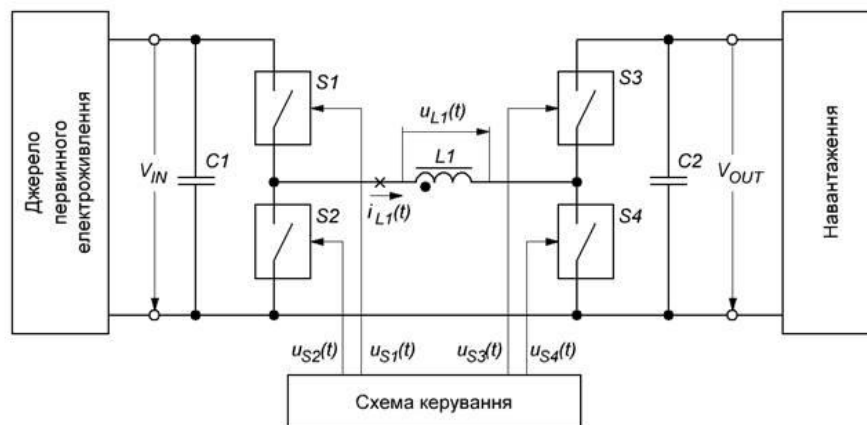 Джерело
первинного
електроживлення
V_IN
C1
S1
S2
u_L1(t)
L1
i_L1(t)
S3
S4
C2
V_OUT
Навантаження
u_S2(t)
u_S1(t)
u_S3(t)
u_S4(t)
Схема керування